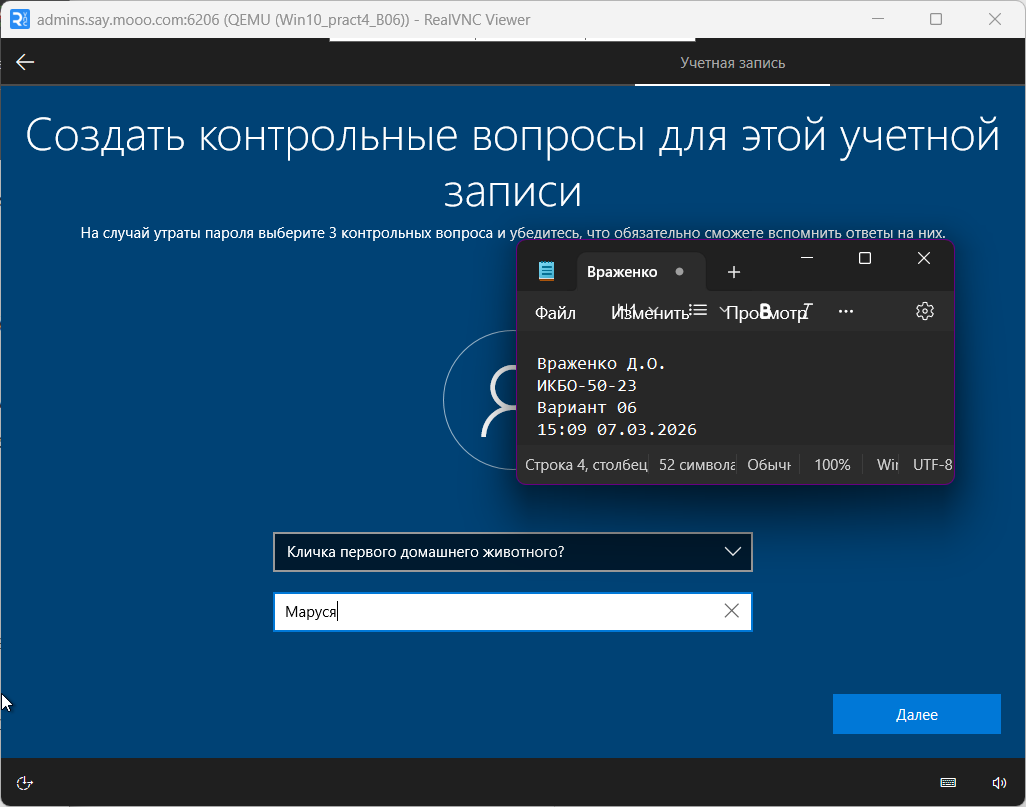 admins.say.mooo.com:6206 (QEMU (Win10_pract4_B06)) - RealVNC Viewer
Учетная запись
Создать контрольные вопросы для этой учетной
записи
На случай утраты пароля выберите 3 контрольных вопроса и убедитесь, что обязательно сможете вспомнить ответы на них.
Враженко
Файл Изменить Просмотр
Враженко Д.О.
ИКБО-50-23
Вариант 06
15:09 07.03.2026
Строка 4, столбец 52 символа 100% UTF-8
Кличка первого домашнего животного?
Маруся
Далее